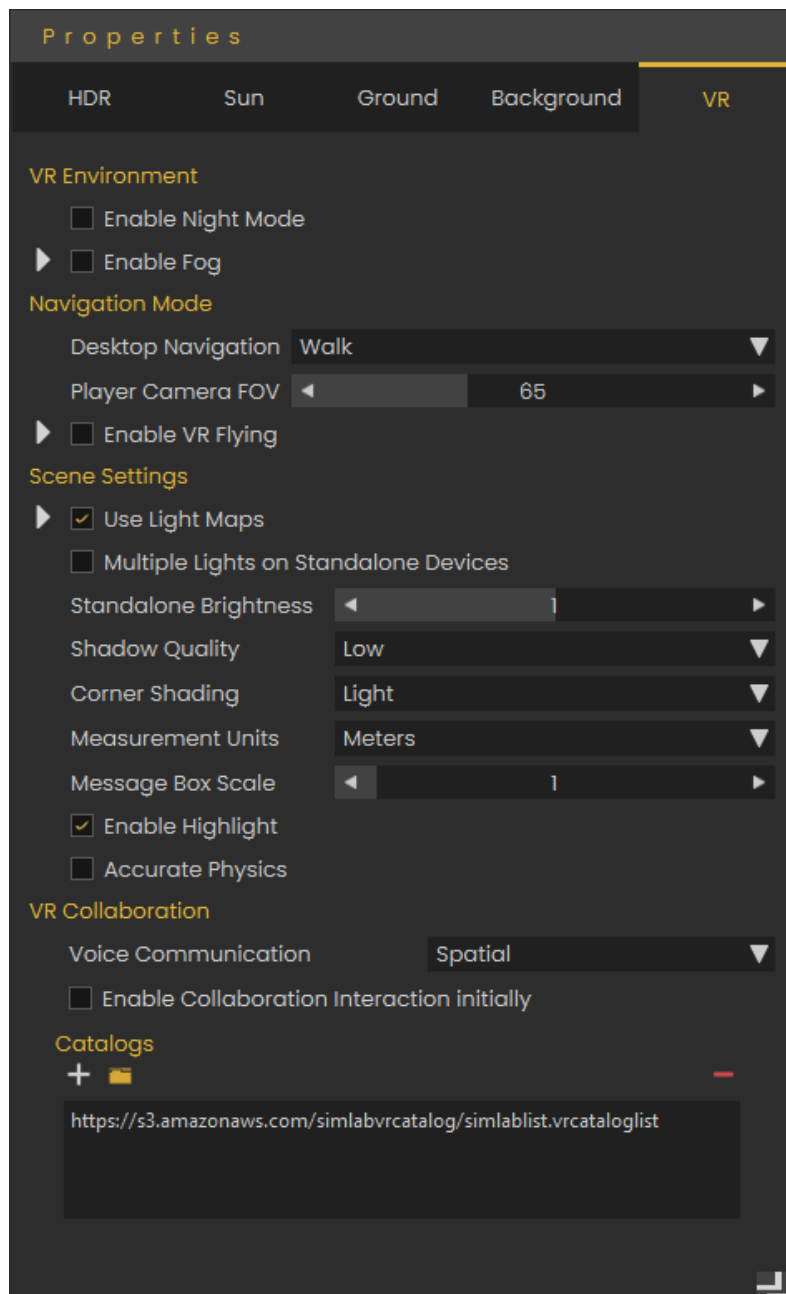 Properties
HDR Sun Ground Background VR
VR Environment
Enable Night Mode
Enable Fog
Navigation Mode
Desktop Navigation Walk
Player Camera FOV 65
Enable VR Flying
Scene Settings
Use Light Maps
Multiple Lights on Standalone Devices
Standalone Brightness 1
Shadow Quality Low
Corner Shading Light
Measurement Units Meters
Message Box Scale 1
Enable Highlight
Accurate Physics
VR Collaboration
Voice Communication Spatial
Enable Collaboration Interaction initially
Catalogs
https://s3.amazonaws.com/simlabvrcatalog/simlablist.vrcataloglist